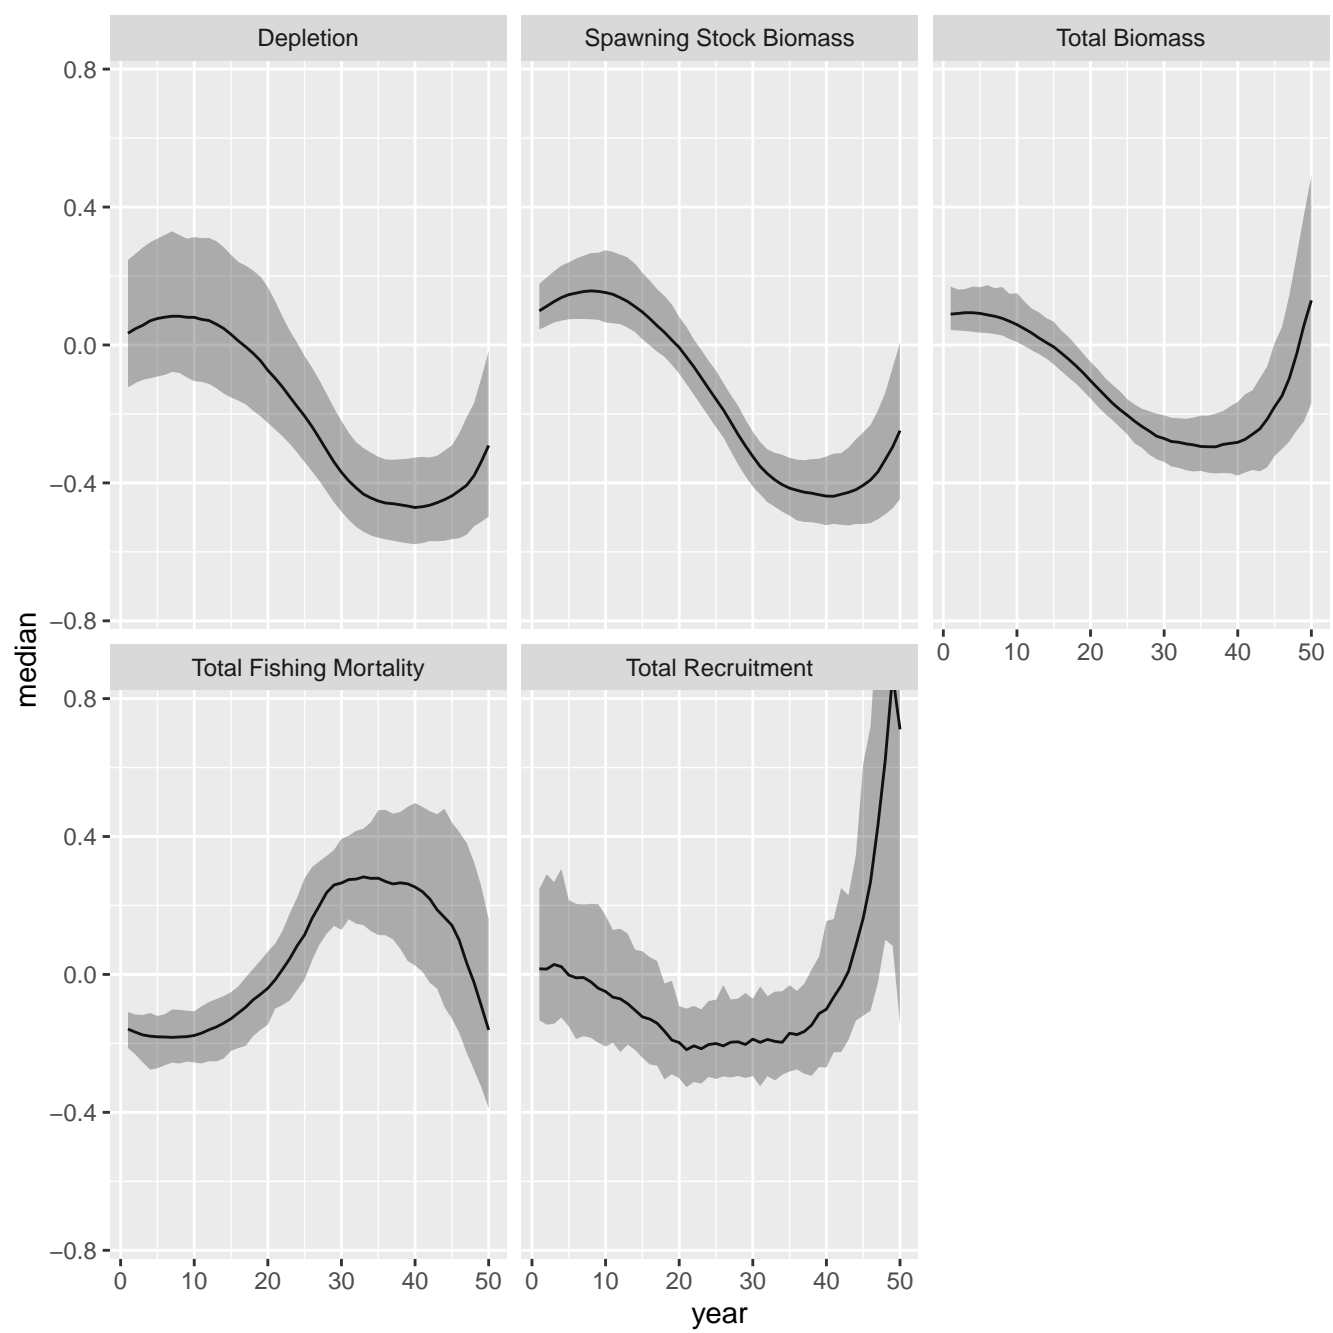 Depletion
Spawning Stock Biomass
Total Biomass
0.8
0.4
0.0
−0.4
−0.8
0 10 20 30 40 50
median
Total Fishing Mortality
Total Recruitment
0.8
0.4
0.0
−0.4
−0.8
0 10 20 30 40 50
0 10 20 30 40 50
year